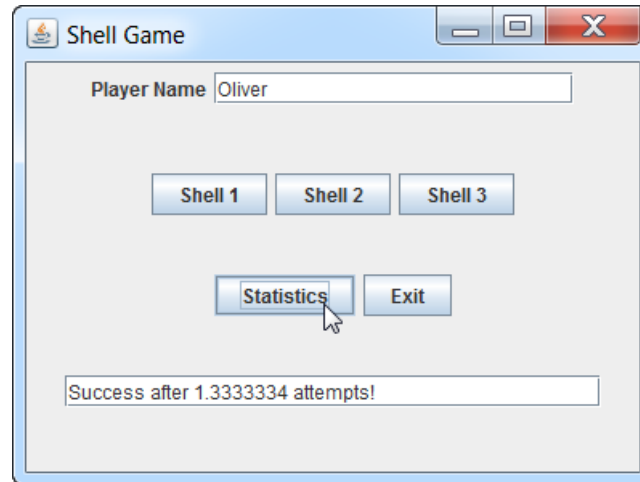 Shell Game
Player Name Oliver
Shell 1 Shell 2 Shell 3
Statistics Exit
Success after 1.3333334 attempts!